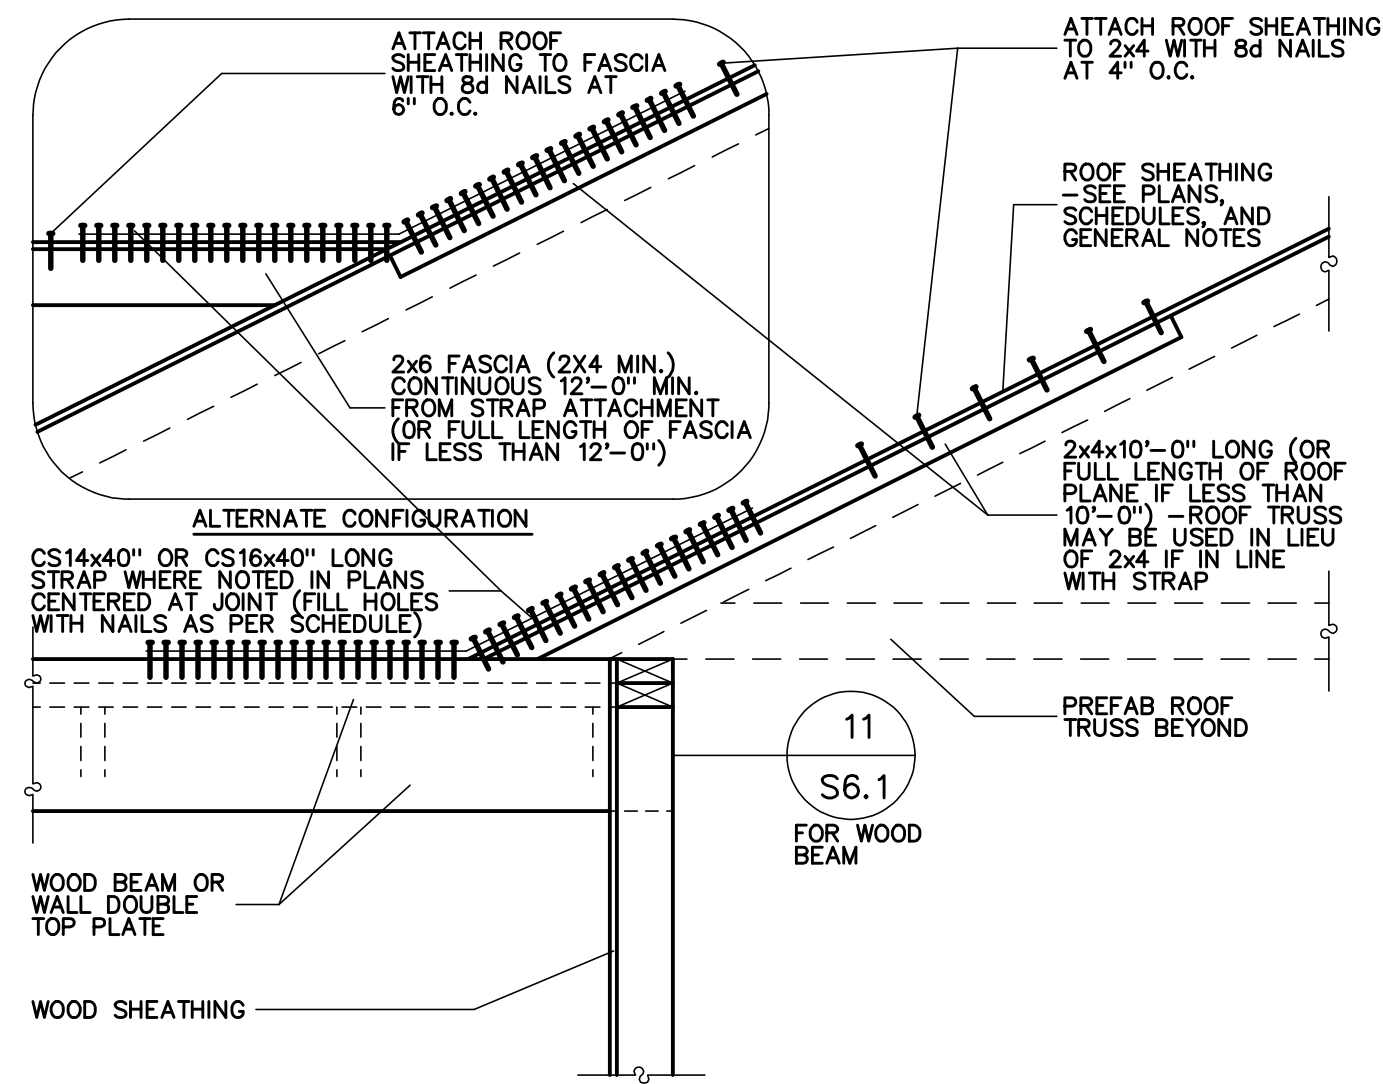 ATTACH ROOF
SHEATHING TO FASCIA
WITH 8d NAILS AT
6" O.C.
ATTACH ROOF SHEATHING
TO 2x4 WITH 8d NAILS
AT 4" O.C.
ROOF SHEATHING
-SEE PLANS,
SCHEDULES, AND
GENERAL NOTES
2x6 FASCIA (2X4 MIN.)
CONTINUOUS 12'-0" MIN.
FROM STRAP ATTACHMENT
(OR FULL LENGTH OF FASCIA
IF LESS THAN 12'-0")
2x4x10'-0" LONG (OR
FULL LENGTH OF ROOF
PLANE IF LESS THAN
10'-0") -ROOF TRUSS
MAY BE USED IN LIEU
OF 2x4 IF IN LINE
WITH STRAP
ALTERNATE CONFIGURATION
CS14x40" OR CS16x40" LONG
STRAP WHERE NOTED IN PLANS
CENTERED AT JOINT (FILL HOLES
WITH NAILS AS PER SCHEDULE)
PREFAB ROOF
TRUSS BEYOND
11
S6.1
FOR WOOD
BEAM
WOOD BEAM OR
WALL DOUBLE
TOP PLATE
WOOD SHEATHING